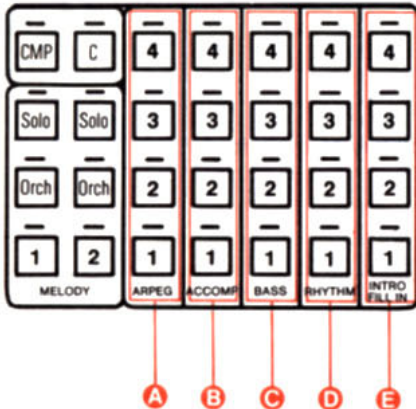 CMP C 4 4 4 4 4
Solo Solo 3 3 3 3 3
Orch Orch 2 2 2 2 2
1 2 1 1 1 1 1
MELODY ARPEG ACCOMP BASS RHYTHM INTRO
FILL IN
A B C D E